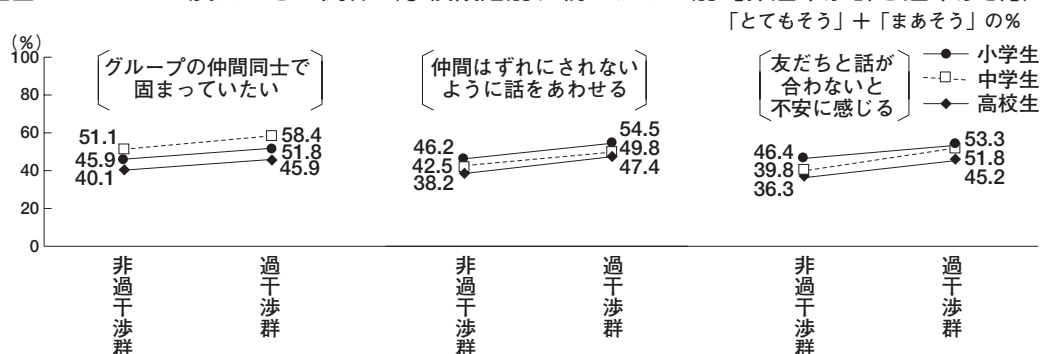 「とてもそう」＋「まあそう」の％
(%)
100
80
60
40
20
0
グループの仲間同士で
固まっていたい
51.1
45.9
40.1
58.4
51.8
45.9
仲間はずれにされない
ように話をあわせる
46.2
42.5
38.2
54.5
49.8
47.4
友だちと話が
合わないと
不安に感じる
46.4
39.8
36.3
53.3
51.8
45.2
小学生
中学生
高校生
非過干渉群
過干渉群
非過干渉群
過干渉群
非過干渉群
過干渉群